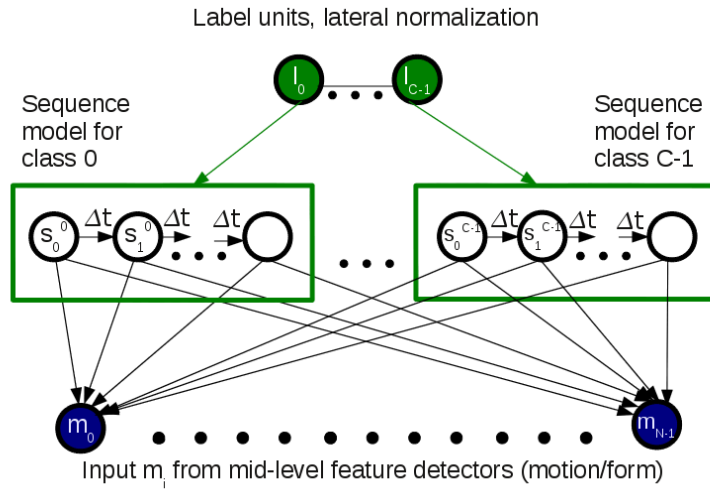 Label units, lateral normalization
l0 lC-1
Sequence
model for
class 0
Sequence
model for
class C-1
s00 Δt s10 Δt Δt
s0C-1 Δt s1C-1 Δt Δt
m0 mN-1
Input mi from mid-level feature detectors (motion/form)